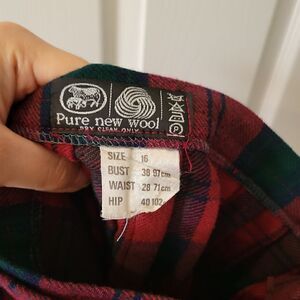 Pure new wool
DRY CLEAN ONLY
SIZE 16
BUST 38 97cm
WAIST 28 71cm
HIP 40 102